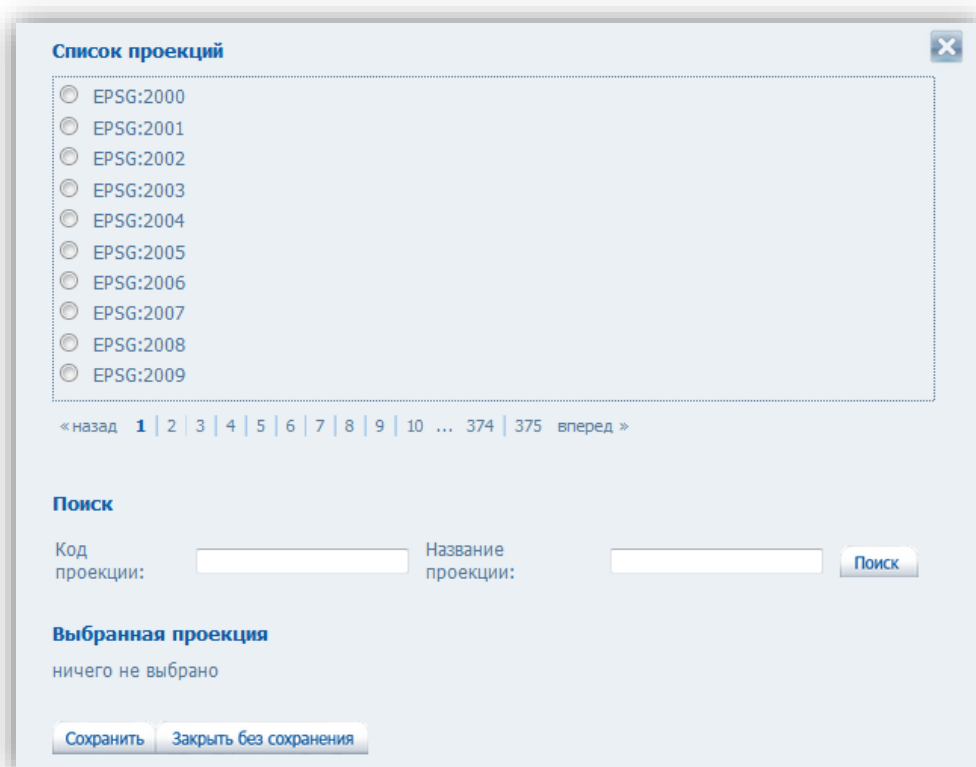 Список проекций
EPSG:2000
EPSG:2001
EPSG:2002
EPSG:2003
EPSG:2004
EPSG:2005
EPSG:2006
EPSG:2007
EPSG:2008
EPSG:2009
« назад 1 | 2 | 3 | 4 | 5 | 6 | 7 | 8 | 9 | 10 ... 374 | 375 вперед »
Поиск
Код проекции: Название проекции: Поиск
Выбранная проекция
ничего не выбрано
Сохранить Закрыть без сохранения